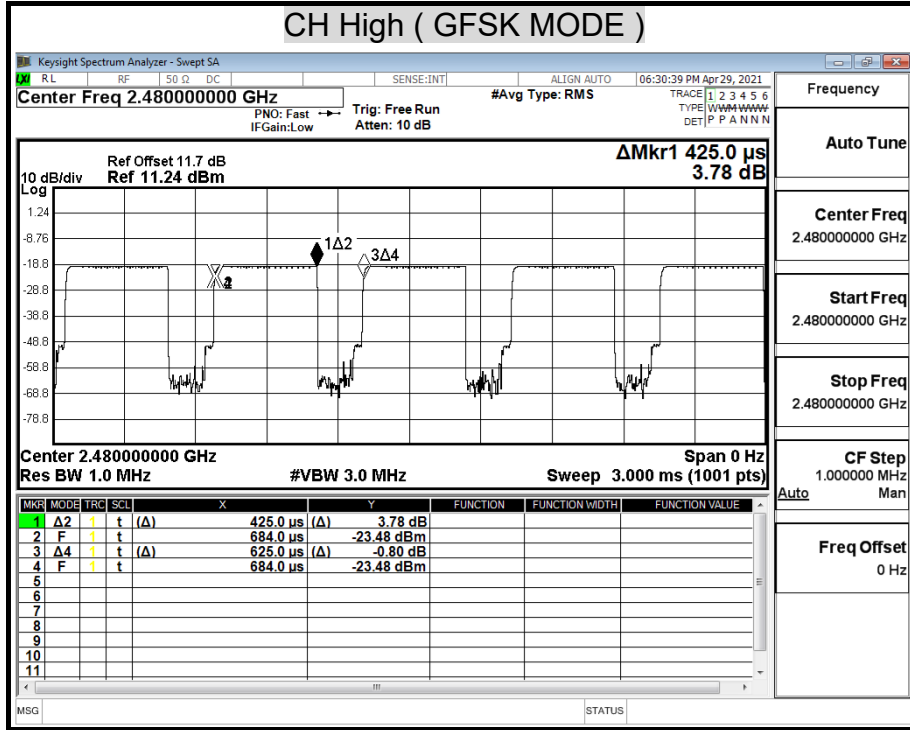 CH High ( GFSK MODE )
Keysight Spectrum Analyzer - Swept SA
LXI RL RF 50 Ω DC SENSE:INT ALIGN AUTO 06:30:39 PM Apr 29, 2021
Center Freq 2.480000000 GHz
PNO: Fast
IFGain:Low
Trig: Free Run
Atten: 10 dB
#Avg Type: RMS
TRACE 1 2 3 4 5 6
TYPE WWMWWWW
DET P P A N N N
ΔMkr1 425.0 µs
3.78 dB
Ref Offset 11.7 dB
10 dB/div Ref 11.24 dBm
Log
1.24
-8.76
-18.8
-28.8
-38.8
-48.8
-58.8
-68.8
-78.8
1Δ2
3Δ4
Center 2.480000000 GHz Span 0 Hz
Res BW 1.0 MHz #VBW 3.0 MHz Sweep 3.000 ms (1001 pts)
MKR MODE TRC SCL X Y FUNCTION FUNCTION WIDTH FUNCTION VALUE
1 Δ2 1 t (Δ) 425.0 µs (Δ) 3.78 dB
2 F 1 t 684.0 µs -23.48 dBm
3 Δ4 1 t (Δ) 625.0 µs (Δ) -0.80 dB
4 F 1 t 684.0 µs -23.48 dBm
5
6
7
8
9
10
11
MSG STATUS
Frequency
Auto Tune
Center Freq
2.480000000 GHz
Start Freq
2.480000000 GHz
Stop Freq
2.480000000 GHz
CF Step
1.000000 MHz
Auto Man
Freq Offset
0 Hz